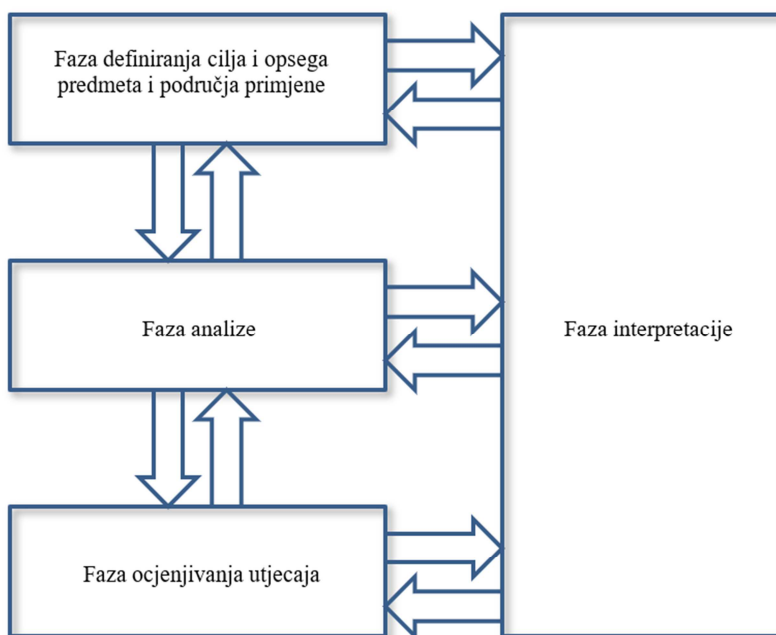 Faza definiranja cilja i opsega
predmeta i područja primjene
Faza analize
Faza interpretacije
Faza ocjenjivanja utjecaja